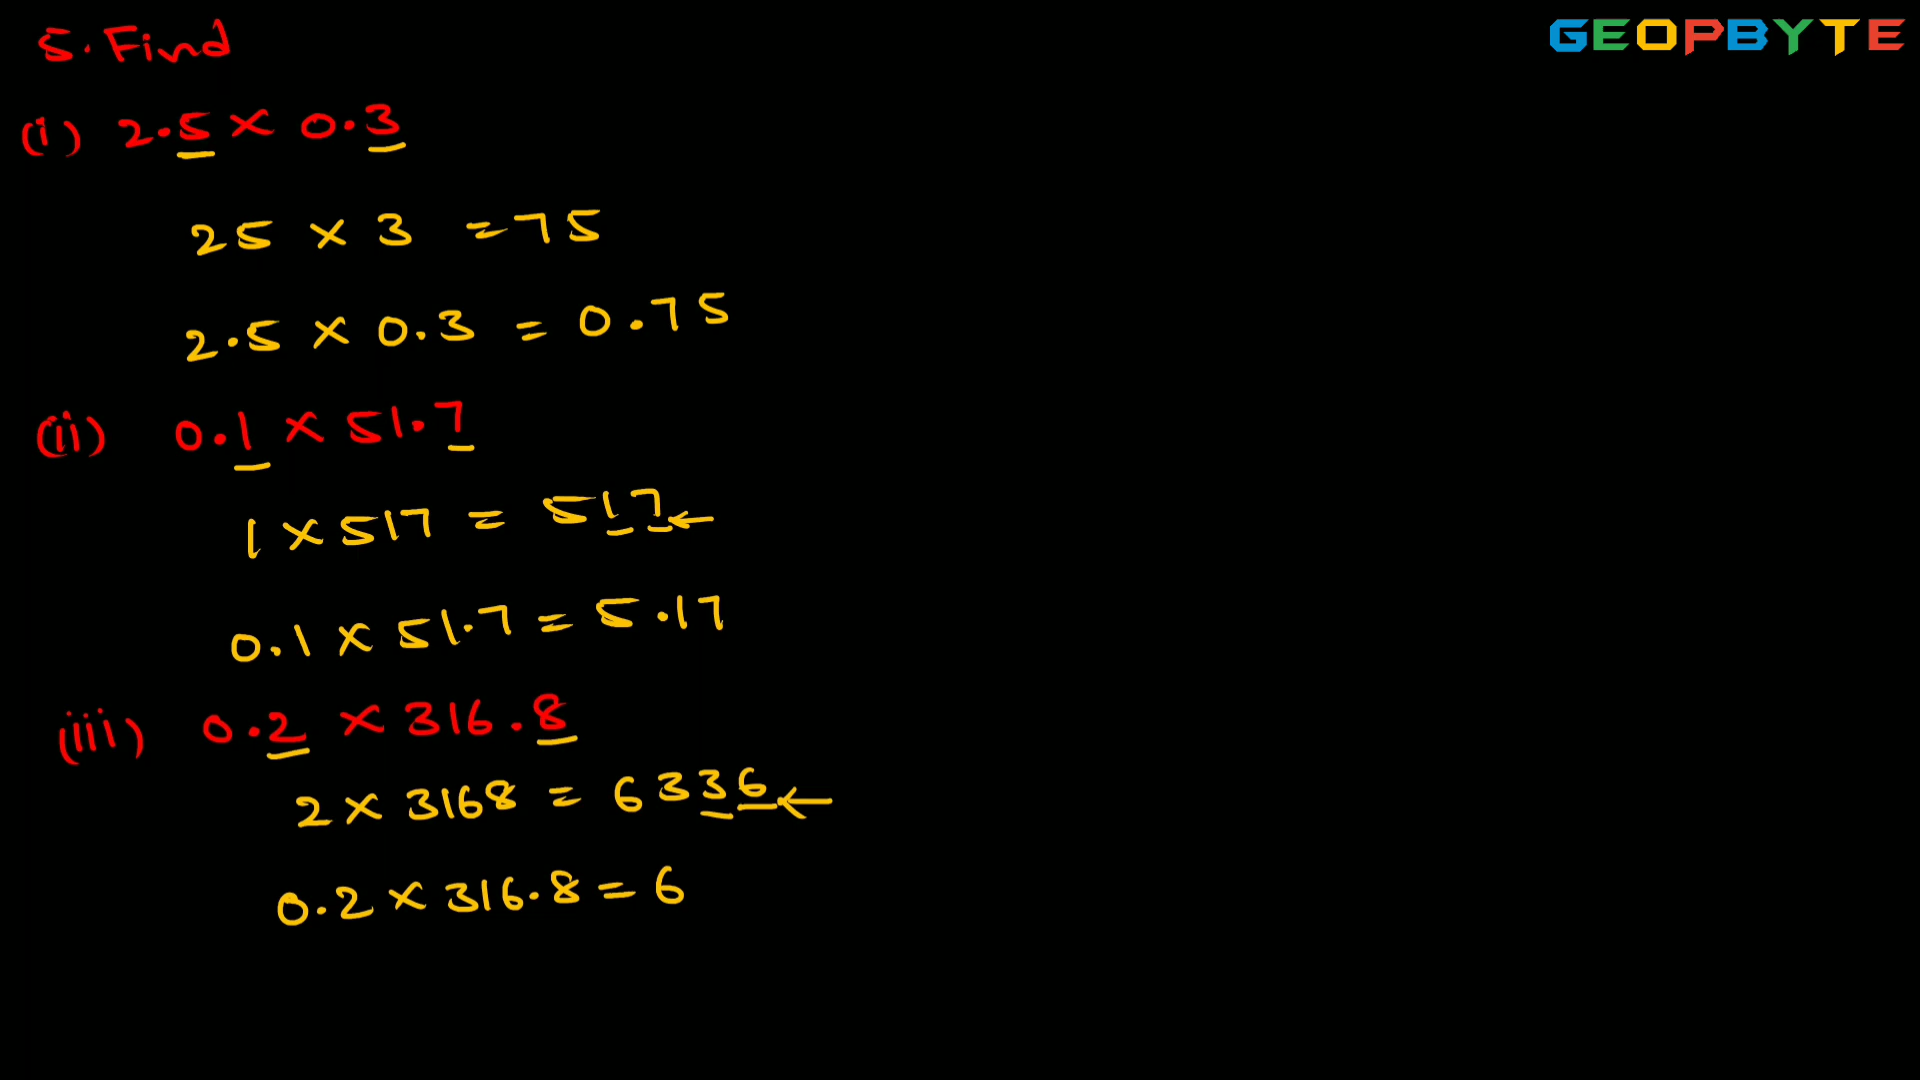 5. Find
GEOPBYTE
(i) 2.5 × 0.3
25 × 3 = 75
2.5 × 0.3 = 0.75
(ii) 0.1 × 51.7
1 × 517 = 517 ←
0.1 × 51.7 = 5.17
(iii) 0.2 × 316.8
2 × 3168 = 6336 ←
0.2 × 316.8 = 6